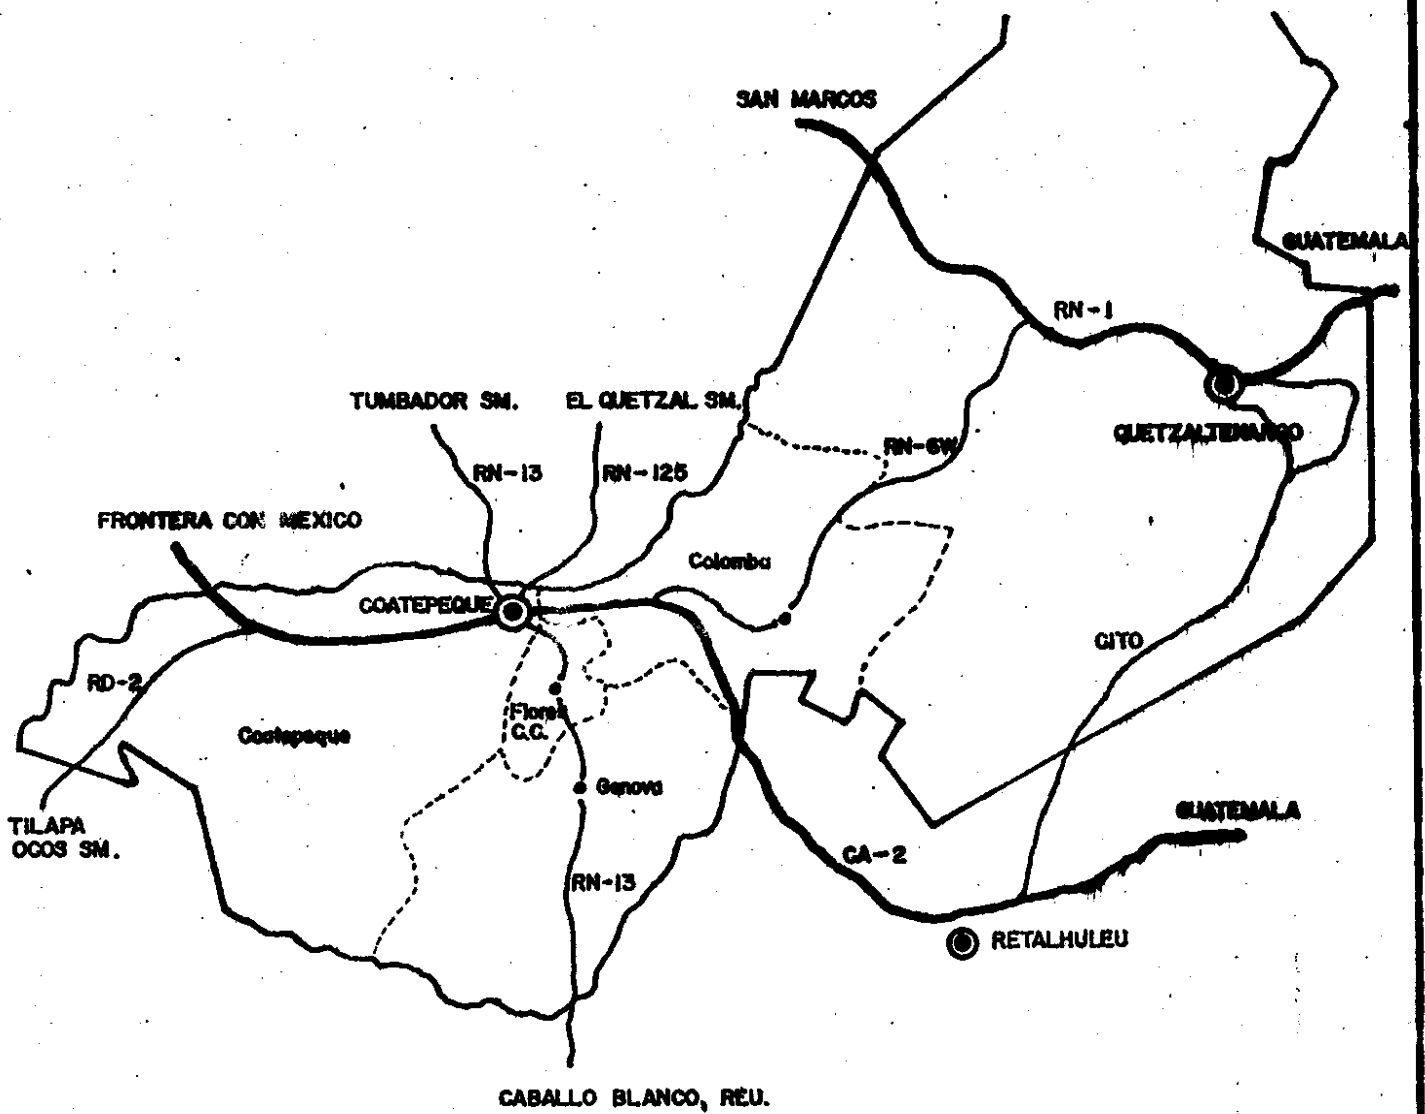 SAN MARCOS
GUATEMALA
RN-1
TUMBADOR SM.
EL QUETZAL SM.
QUETZALTENANGO
RN-6W
RN-13
RN-125
FRONTERA CON MEXICO
Colomba
COATEPEQUE
CITO
RD-2
Flores
C.C.
Coatepeque
Genova
GUATEMALA
TILAPA
OCOS SM.
CA-2
RN-13
RETALHULEU
CABALLO BLANCO, REU.